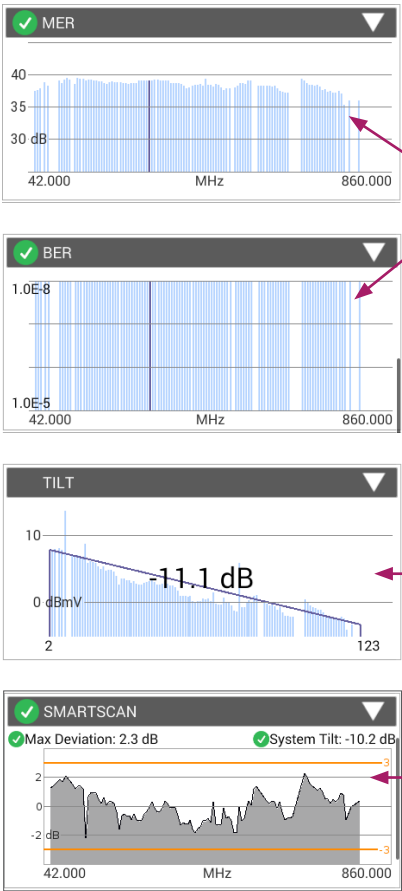 MER
40
35
30 dB
42.000 MHz 860.000
BER
1.0E-8
1.0E-5
42.000 MHz 860.000
TILT
10
-11.1 dB
0 dBmV
2 123
SMARTSCAN
Max Deviation: 2.3 dB System Tilt: -10.2 dB
3
2
0
-2 dB
-3
42.000 MHz 860.000